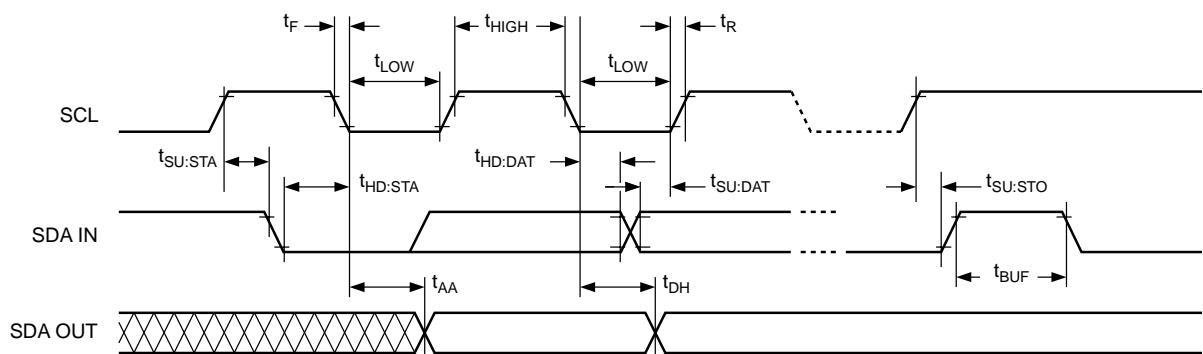 tF
tHIGH
tR
tLOW
tLOW
SCL
tSU:STA
tHD:DAT
tHD:STA
tSU:DAT
tSU:STO
SDA IN
tBUF
tAA
tDH
SDA OUT